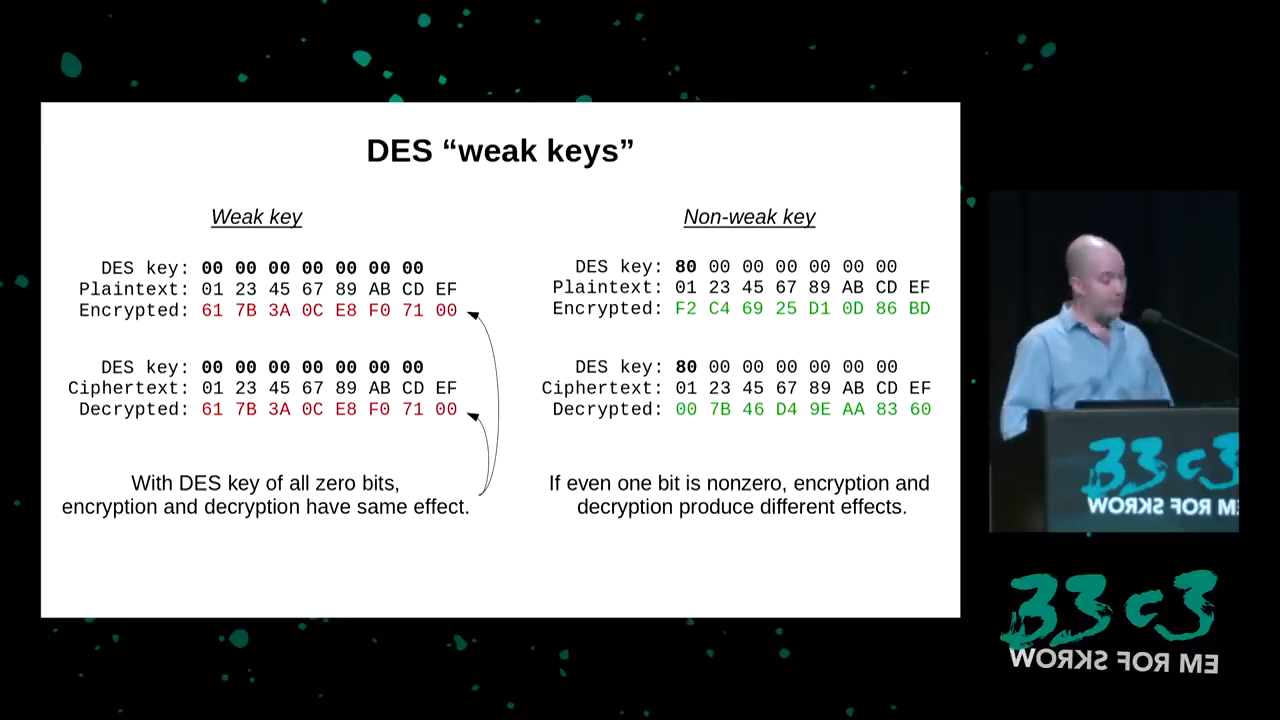 DES “weak keys”
Weak key
DES key: 00 00 00 00 00 00 00
Plaintext: 01 23 45 67 89 AB CD EF
Encrypted: 61 7B 3A 0C E8 F0 71 00
DES key: 00 00 00 00 00 00 00
Ciphertext: 01 23 45 67 89 AB CD EF
Decrypted: 61 7B 3A 0C E8 F0 71 00
With DES key of all zero bits,
encryption and decryption have same effect.
Non-weak key
DES key: 80 00 00 00 00 00 00
Plaintext: 01 23 45 67 89 AB CD EF
Encrypted: F2 C4 69 25 D1 0D 86 BD
DES key: 80 00 00 00 00 00 00
Ciphertext: 01 23 45 67 89 AB CD EF
Decrypted: 00 7B 46 D4 9E AA 83 60
If even one bit is nonzero, encryption and
decryption produce different effects.
33c3
WORKS FOR ME
33c3
WORKS FOR ME